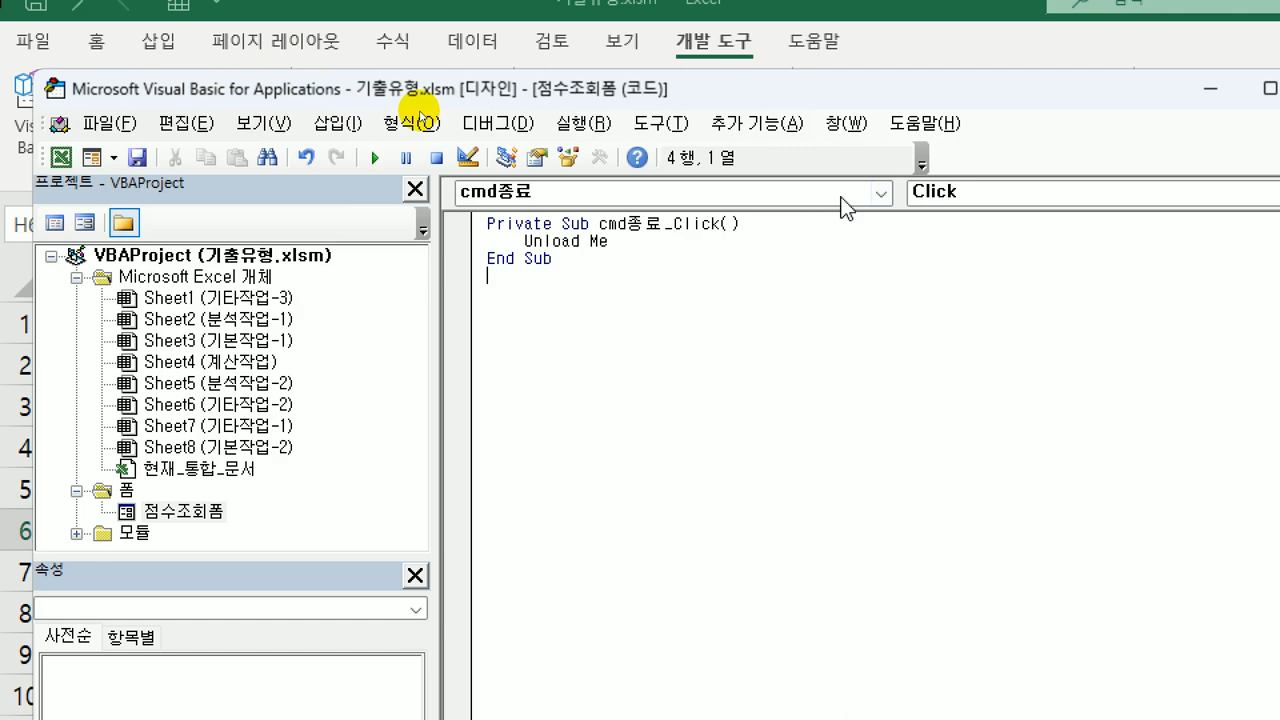 기출유형.xlsm - Excel
검색
파일 홈 삽입 페이지 레이아웃 수식 데이터 검토 보기 개발 도구 도움말
Microsoft Visual Basic for Applications - 기출유형.xlsm [디자인] - [점수조회폼 (코드)]
파일(F) 편집(E) 보기(V) 삽입(I) 형식(O) 디버그(D) 실행(R) 도구(T) 추가 기능(A) 창(W) 도움말(H)
4 행, 1 열
프로젝트 - VBAProject
cmd종료
Click
Private Sub cmd종료_Click()
Unload Me
End Sub
VBAProject (기출유형.xlsm)
Microsoft Excel 개체
Sheet1 (기타작업-3)
Sheet2 (분석작업-1)
Sheet3 (기본작업-1)
Sheet4 (계산작업)
Sheet5 (분석작업-2)
Sheet6 (기타작업-2)
Sheet7 (기타작업-1)
Sheet8 (기본작업-2)
현재_통합_문서
폼
점수조회폼
모듈
속성
사전순 항목별
1
2
3
4
5
6
7
8
9
10